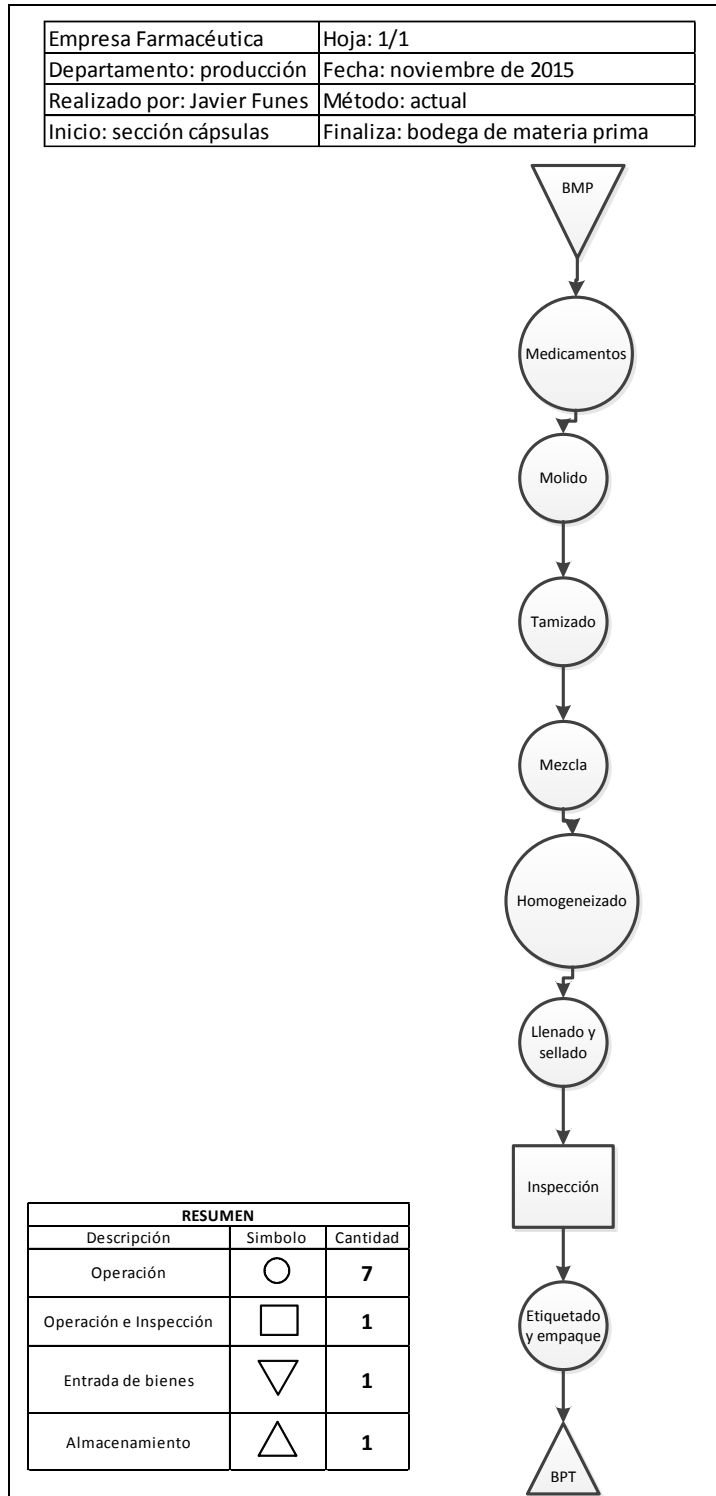 Empresa Farmacéutica
Hoja: 1/1
Departamento: producción
Fecha: noviembre de 2015
Realizado por: Javier Funes
Método: actual
Inicio: sección cápsulas
Finaliza: bodega de materia prima
BMP
Medicamentos
Molido
Tamizado
Mezcla
Homogeneizado
Llenado y
sellado
Inspección
Etiquetado
y empaque
BPT
RESUMEN
Descripción
Simbolo
Cantidad
Operación
7
Operación e Inspección
1
Entrada de bienes
1
Almacenamiento
1